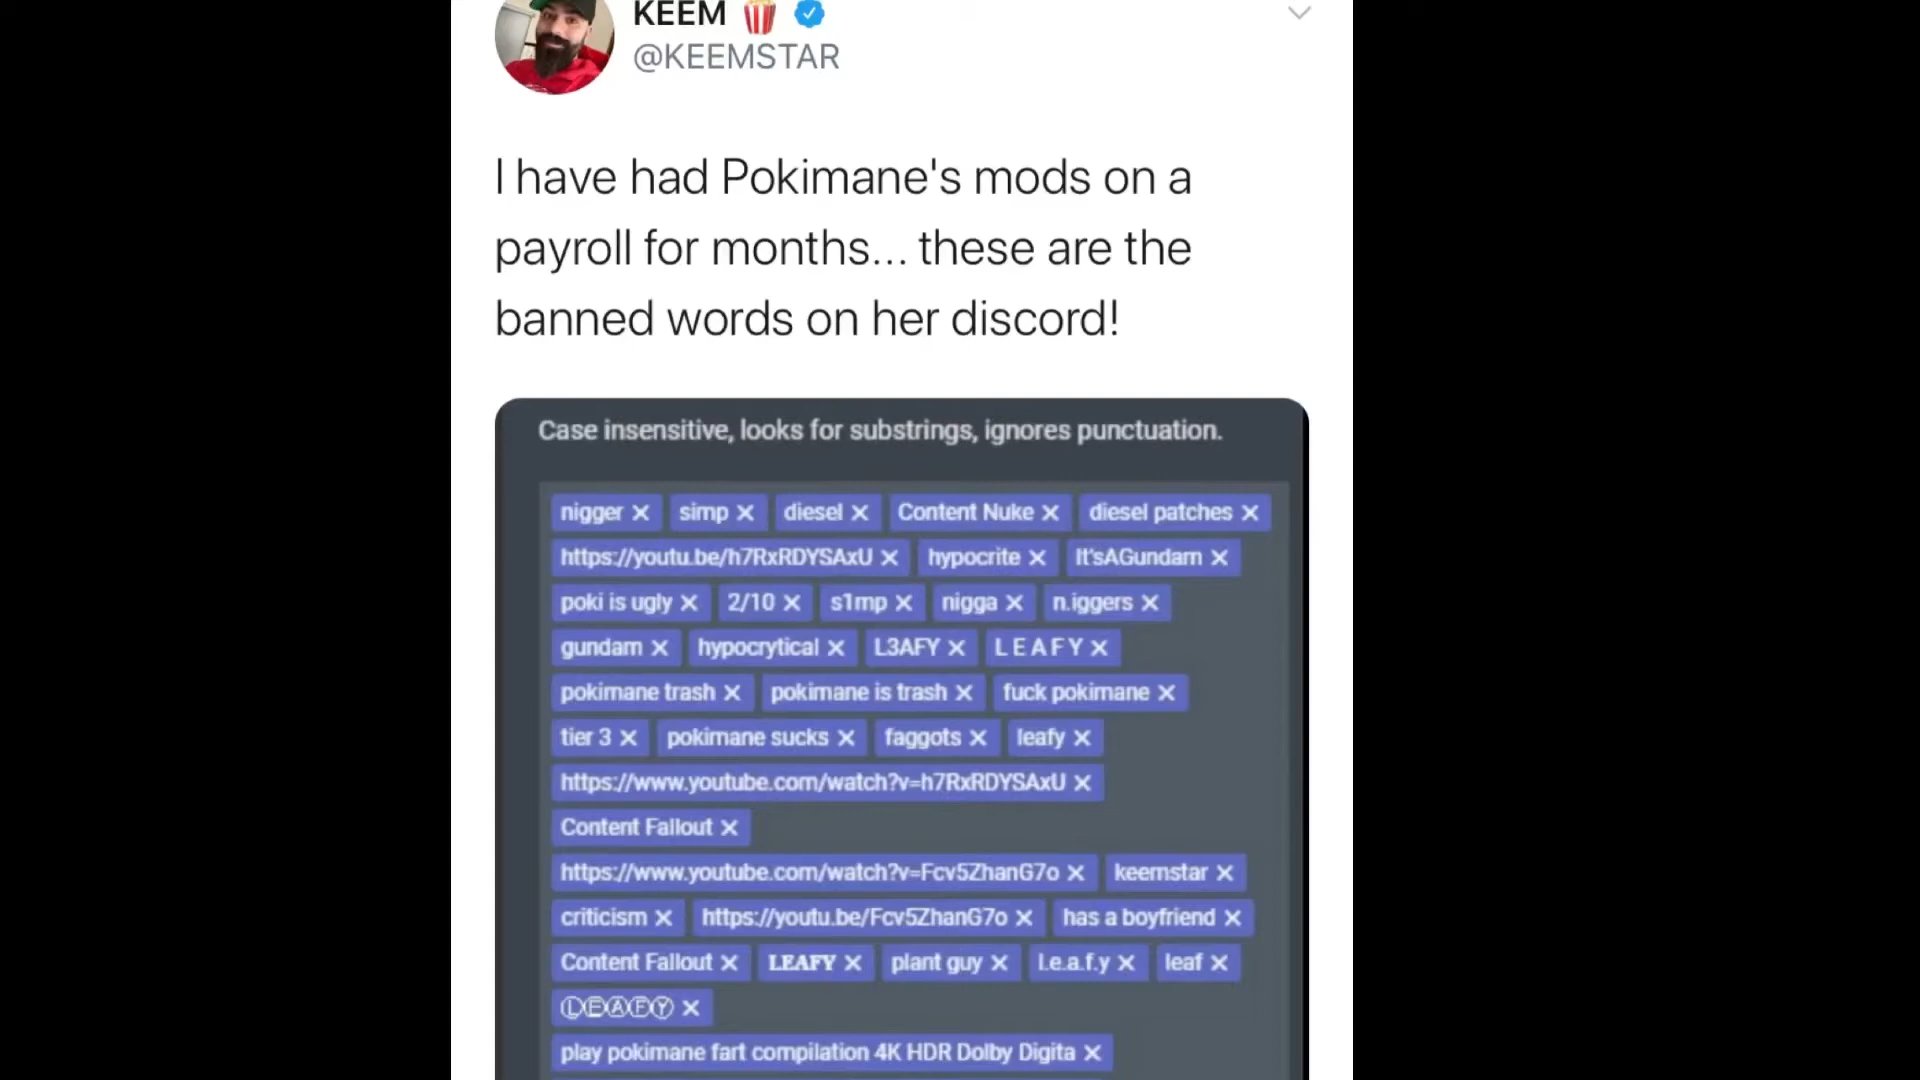 KEEM 🍿
@KEEMSTAR
I have had Pokimane's mods on a
payroll for months... these are the
banned words on her discord!
Case insensitive, looks for substrings, ignores punctuation.
nigger × simp × diesel × Content Nuke × diesel patches ×
https://youtu.be/h7RxRDYSAxU × hypocrite × It'sAGundam ×
poki is ugly × 2/10 × s1mp × nigga × n.iggers ×
gundam × hypocrytical × L3AFY × L E A F Y ×
pokimane trash × pokimane is trash × fuck pokimane ×
tier 3 × pokimane sucks × faggots × leafy ×
https://www.youtube.com/watch?v=h7RxRDYSAxU ×
Content Fallout ×
https://www.youtube.com/watch?v=Fcv5ZhanG7o × keemstar ×
criticism × https://youtu.be/Fcv5ZhanG7o × has a boyfriend ×
Content Fallout × 𝐋𝐄𝐀𝐅𝐘 × plant guy × l.e.a.f.y × leaf ×
ⓁⒺⒶⒻⓎ ×
play pokimane fart compilation 4K HDR Dolby Digita ×